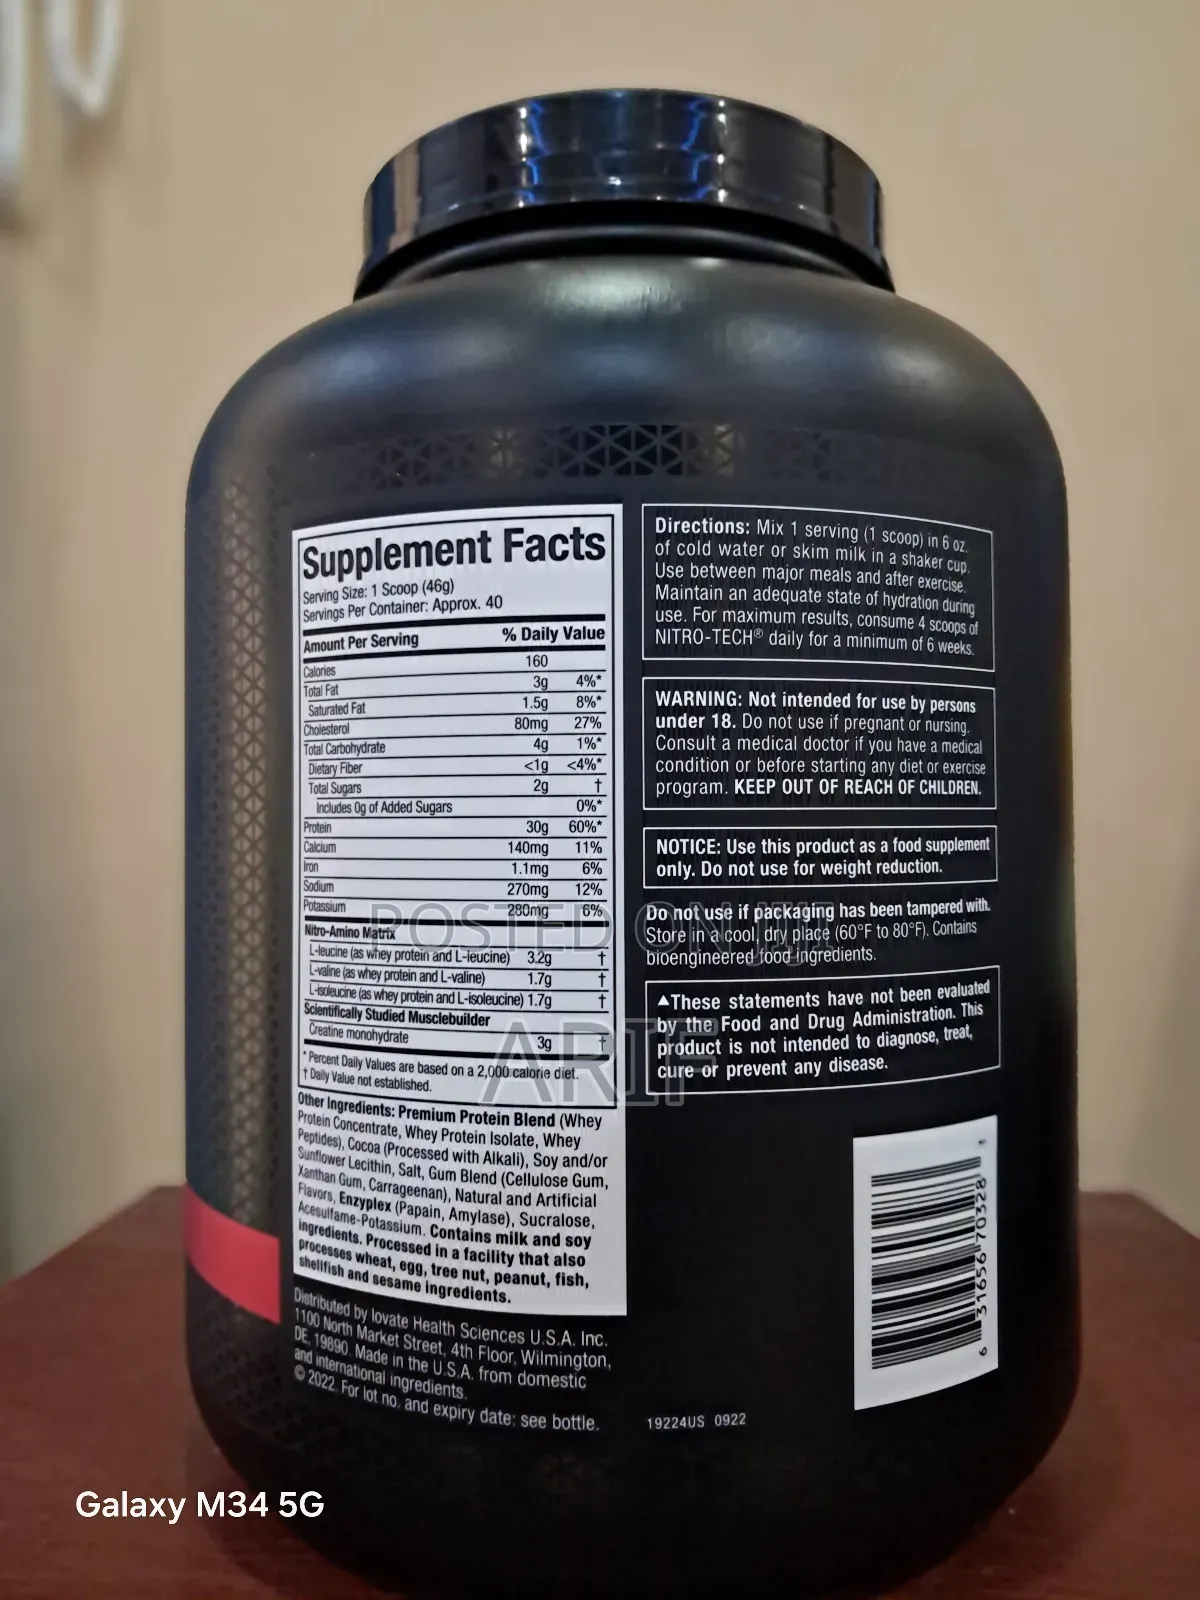 Supplement Facts
Serving Size: 1 Scoop (46g)
Servings Per Container: Approx. 40
Amount Per Serving % Daily Value
Calories 160
Total Fat 3g 4%*
Saturated Fat 1.5g 8%*
Cholesterol 80mg 27%
Total Carbohydrate 4g 1%*
Dietary Fiber <1g <4%*
Total Sugars 2g †
Includes 0g of Added Sugars 0%*
Protein 30g 60%*
Calcium 140mg 11%
Iron 1.1mg 6%
Sodium 270mg 12%
Potassium 280mg 6%
Nitro-Amino Matrix
L-leucine (as whey protein and L-leucine) 3.2g †
L-valine (as whey protein and L-valine) 1.7g †
L-isoleucine (as whey protein and L-isoleucine) 1.7g †
Scientifically Studied Musclebuilder
Creatine monohydrate 3g †
* Percent Daily Values are based on a 2,000 calorie diet.
† Daily Value not established.
Other Ingredients: Premium Protein Blend (Whey
Protein Concentrate, Whey Protein Isolate, Whey
Peptides), Cocoa (Processed with Alkali), Soy and/or
Sunflower Lecithin, Salt, Gum Blend (Cellulose Gum,
Xanthan Gum, Carrageenan), Natural and Artificial
Flavors, Enzyplex (Papain, Amylase), Sucralose,
Acesulfame-Potassium. Contains milk and soy
ingredients. Processed in a facility that also
processes wheat, egg, tree nut, peanut, fish,
shellfish and sesame ingredients.
Distributed by Iovate Health Sciences U.S.A. Inc.
1100 North Market Street, 4th Floor, Wilmington,
DE, 19890. Made in the U.S.A. from domestic
and international ingredients.
© 2022. For lot no. and expiry date: see bottle.
Directions: Mix 1 serving (1 scoop) in 6 oz.
of cold water or skim milk in a shaker cup.
Use between major meals and after exercise.
Maintain an adequate state of hydration during
use. For maximum results, consume 4 scoops of
NITRO-TECH® daily for a minimum of 6 weeks.
WARNING: Not intended for use by persons
under 18. Do not use if pregnant or nursing.
Consult a medical doctor if you have a medical
condition or before starting any diet or exercise
program. KEEP OUT OF REACH OF CHILDREN.
NOTICE: Use this product as a food supplement
only. Do not use for weight reduction.
Do not use if packaging has been tampered with.
Store in a cool, dry place (60°F to 80°F). Contains
bioengineered food ingredients.
▲These statements have not been evaluated
by the Food and Drug Administration. This
product is not intended to diagnose, treat,
cure or prevent any disease.
6 31656 70328 1
19224US 0922
POSTED ON JIJI
ARIF
Galaxy M34 5G